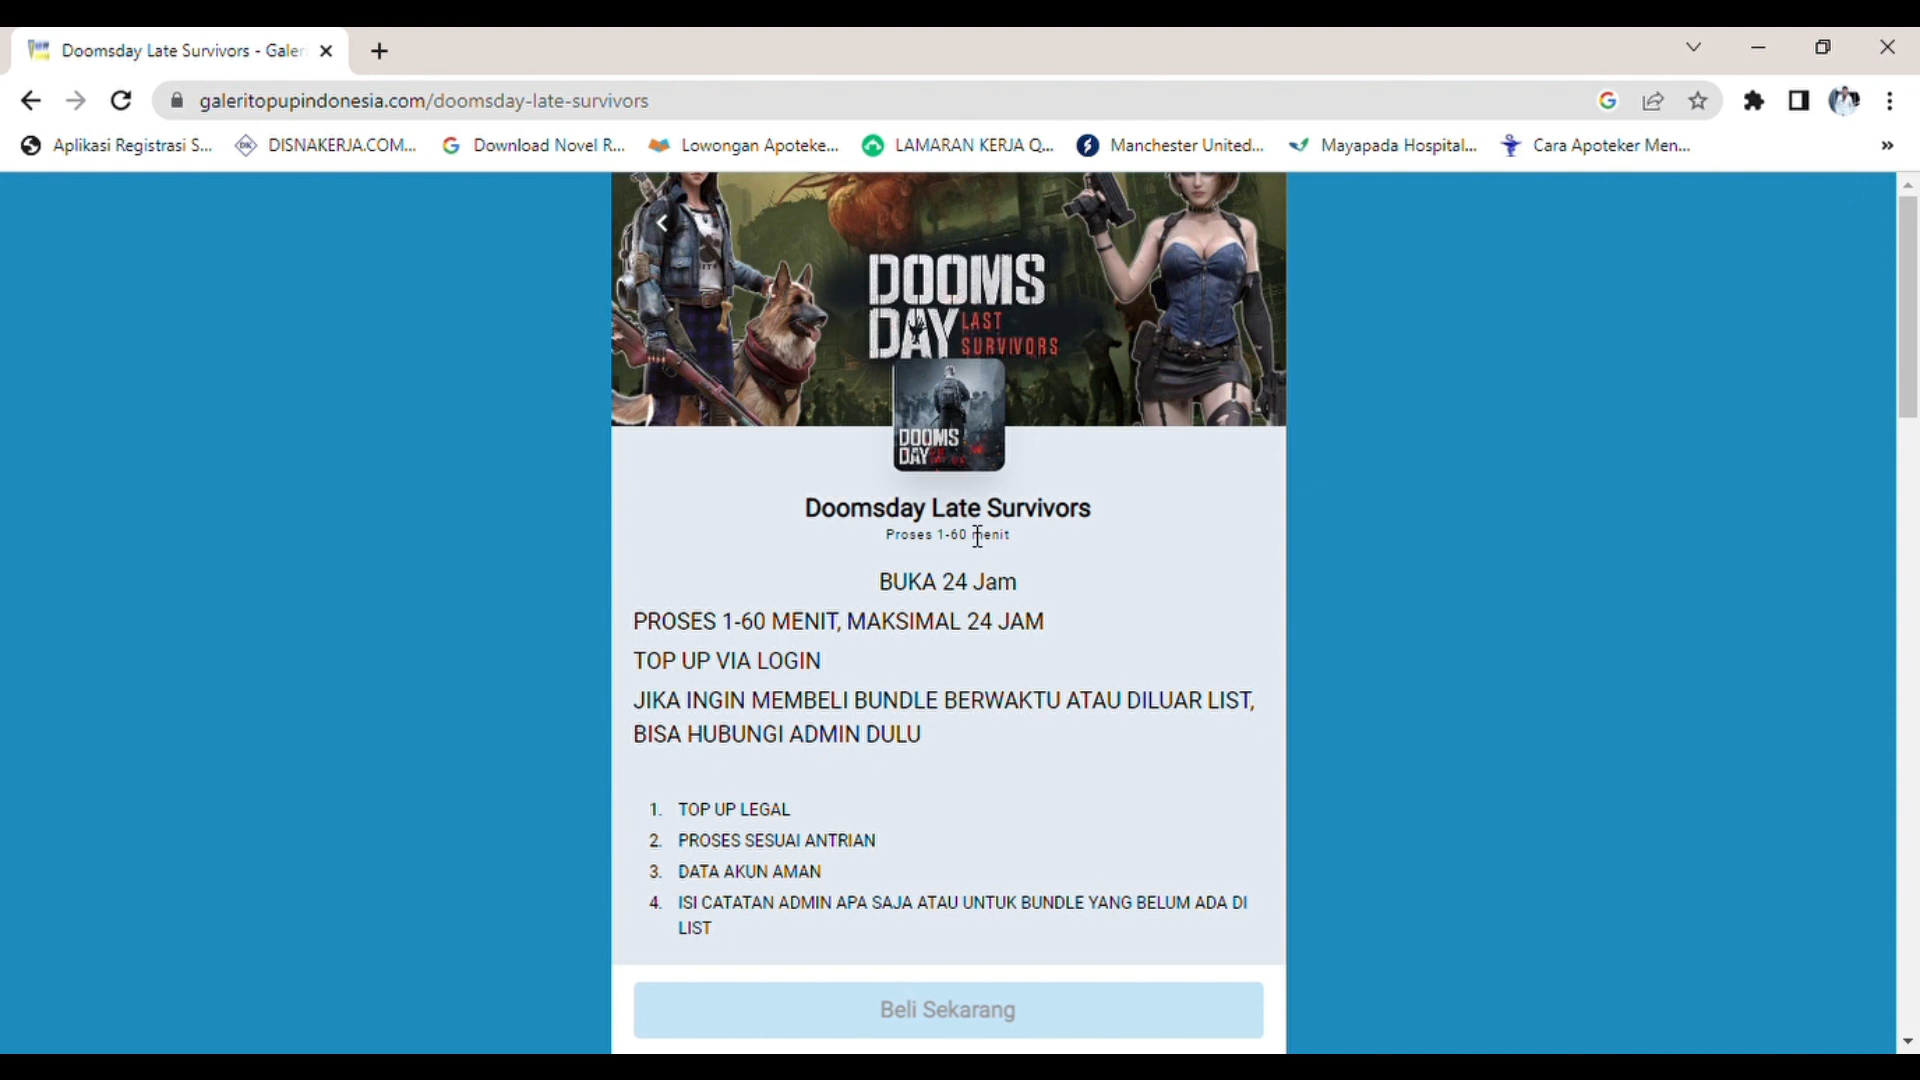 Doomsday Late Survivors - Galer
galeritopupindonesia.com/doomsday-late-survivors
Aplikasi Registrasi S... DISNAKERJA.COM... Download Novel R... Lowongan Apoteke... LAMARAN KERJA Q... Manchester United... Mayapada Hospital... Cara Apoteker Men...
DOOMS
DAY LAST
SURVIVORS
DOOMS
DAY
Doomsday Late Survivors
Proses 1-60 menit
BUKA 24 Jam
PROSES 1-60 MENIT, MAKSIMAL 24 JAM
TOP UP VIA LOGIN
JIKA INGIN MEMBELI BUNDLE BERWAKTU ATAU DILUAR LIST,
BISA HUBUNGI ADMIN DULU
1. TOP UP LEGAL
2. PROSES SESUAI ANTRIAN
3. DATA AKUN AMAN
4. ISI CATATAN ADMIN APA SAJA ATAU UNTUK BUNDLE YANG BELUM ADA DI
LIST
Beli Sekarang